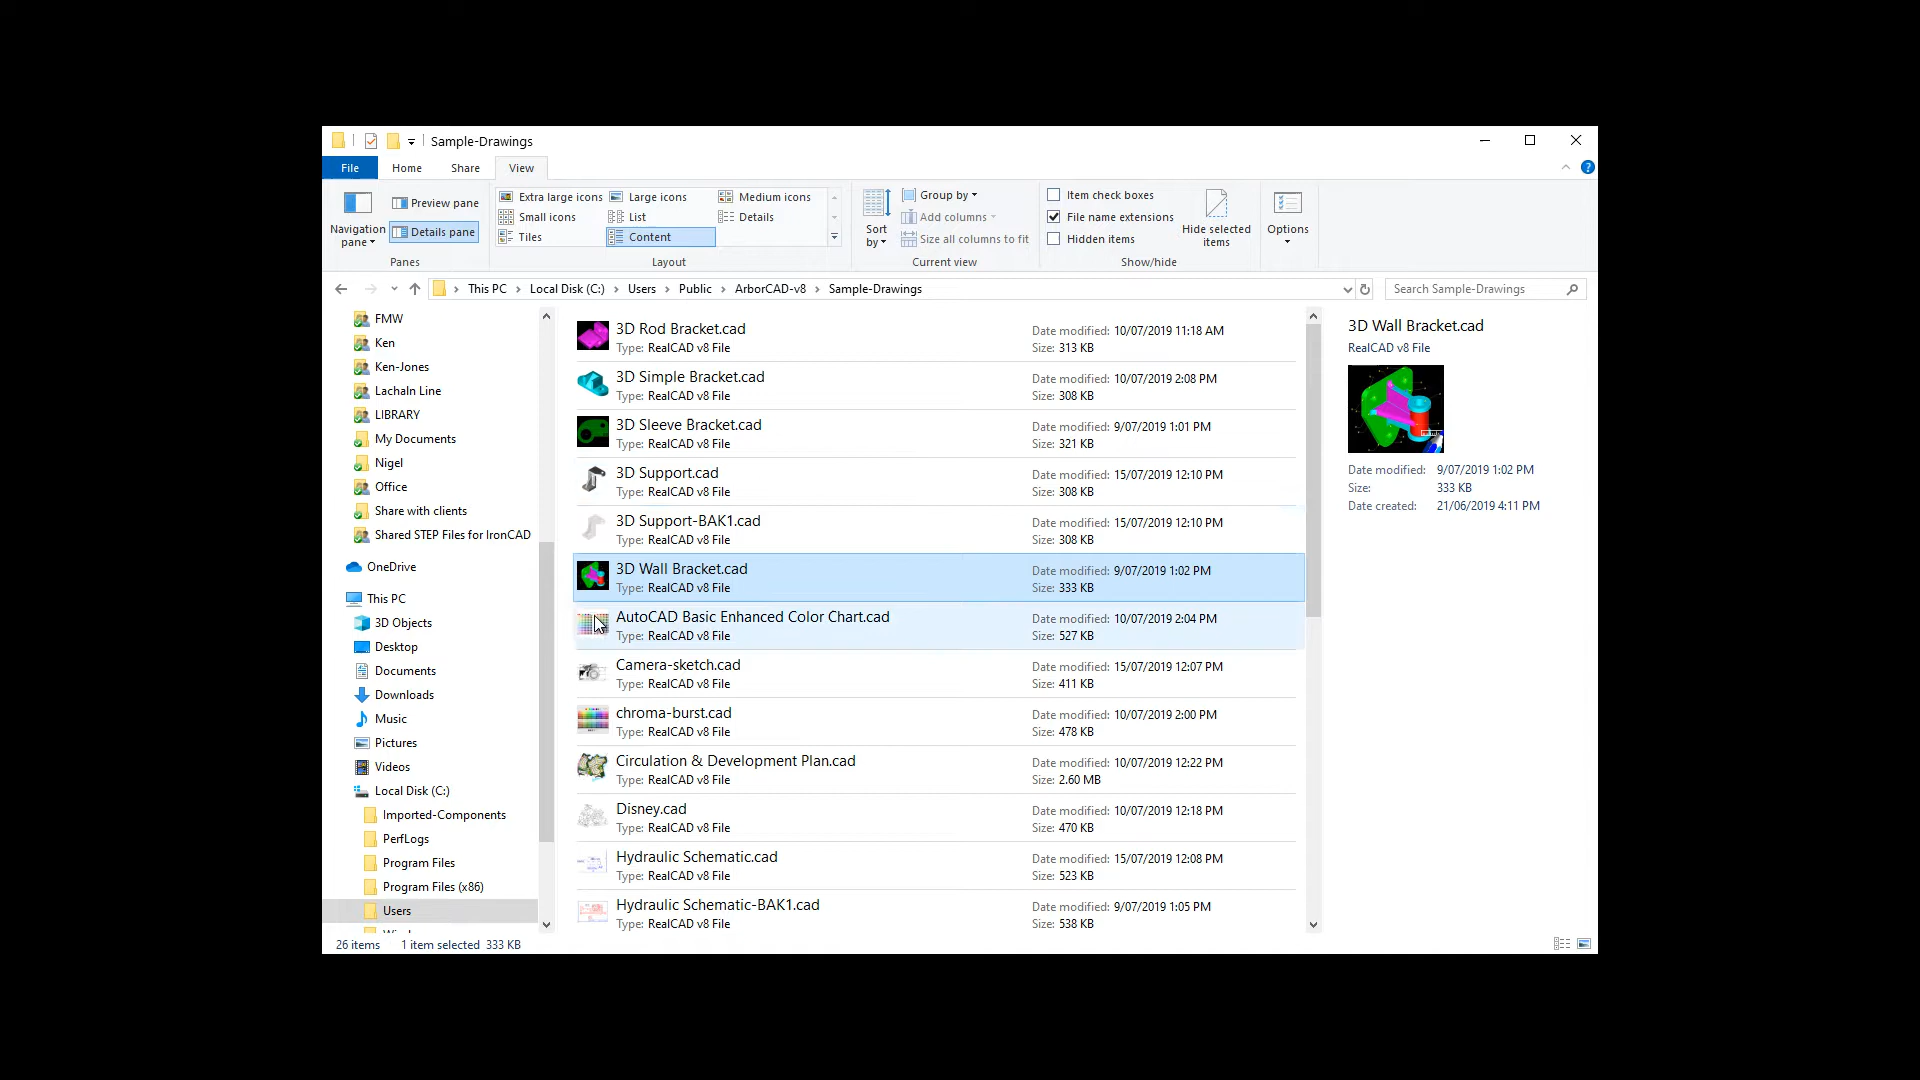 Sample-Drawings
File Home Share View
Navigation pane
Preview pane
Details pane
Panes
Extra large icons Large icons Medium icons
Small icons List Details
Tiles Content
Layout
Sort by
Group by
Add columns
Size all columns to fit
Current view
Item check boxes
File name extensions
Hidden items
Hide selected items
Show/hide
Options
This PC > Local Disk (C:) > Users > Public > ArborCAD-v8 > Sample-Drawings
Search Sample-Drawings
FMW
Ken
Ken-Jones
Lachaln Line
LIBRARY
My Documents
Nigel
Office
Share with clients
Shared STEP Files for IronCAD
OneDrive
This PC
3D Objects
Desktop
Documents
Downloads
Music
Pictures
Videos
Local Disk (C:)
Imported-Components
PerfLogs
Program Files
Program Files (x86)
Users
3D Rod Bracket.cad Date modified: 10/07/2019 11:18 AM
Type: RealCAD v8 File Size: 313 KB
3D Simple Bracket.cad Date modified: 10/07/2019 2:08 PM
Type: RealCAD v8 File Size: 308 KB
3D Sleeve Bracket.cad Date modified: 9/07/2019 1:01 PM
Type: RealCAD v8 File Size: 321 KB
3D Support.cad Date modified: 15/07/2019 12:10 PM
Type: RealCAD v8 File Size: 308 KB
3D Support-BAK1.cad Date modified: 15/07/2019 12:10 PM
Type: RealCAD v8 File Size: 308 KB
3D Wall Bracket.cad Date modified: 9/07/2019 1:02 PM
Type: RealCAD v8 File Size: 333 KB
AutoCAD Basic Enhanced Color Chart.cad Date modified: 10/07/2019 2:04 PM
Type: RealCAD v8 File Size: 527 KB
Camera-sketch.cad Date modified: 15/07/2019 12:07 PM
Type: RealCAD v8 File Size: 411 KB
chroma-burst.cad Date modified: 10/07/2019 2:00 PM
Type: RealCAD v8 File Size: 478 KB
Circulation & Development Plan.cad Date modified: 10/07/2019 12:22 PM
Type: RealCAD v8 File Size: 2.60 MB
Disney.cad Date modified: 10/07/2019 12:18 PM
Type: RealCAD v8 File Size: 470 KB
Hydraulic Schematic.cad Date modified: 15/07/2019 12:08 PM
Type: RealCAD v8 File Size: 523 KB
Hydraulic Schematic-BAK1.cad Date modified: 9/07/2019 1:05 PM
Type: RealCAD v8 File Size: 538 KB
3D Wall Bracket.cad
RealCAD v8 File
Date modified: 9/07/2019 1:02 PM
Size: 333 KB
Date created: 21/06/2019 4:11 PM
26 items 1 item selected 333 KB